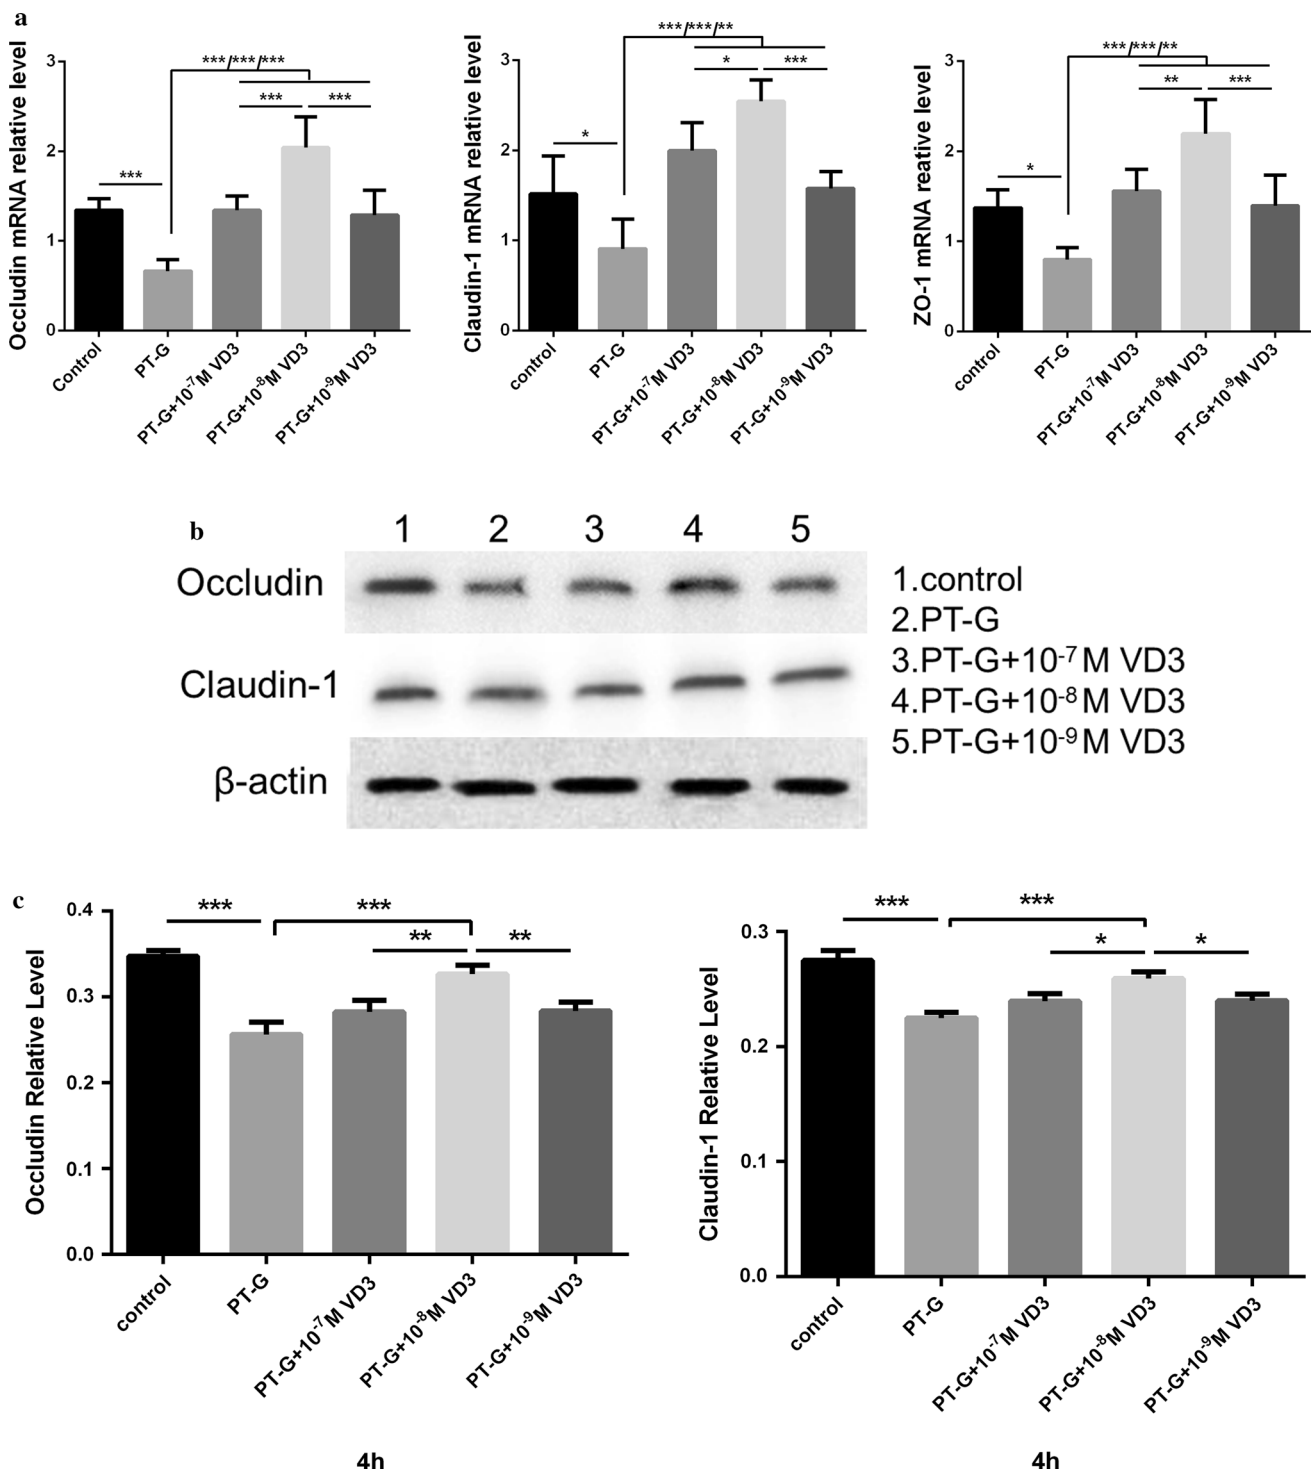 a
Occludin mRNA relative level
3
2
1
0
***
***/***/***
***
***
Control
PT-G
PT-G+10⁻⁷M VD3
PT-G+10⁻⁸M VD3
PT-G+10⁻⁹M VD3
Claudin-1 mRNA relative level
3
2
1
0
*
***/***/**
*
***
control
PT-G
PT-G+10⁻⁷M VD3
PT-G+10⁻⁸M VD3
PT-G+10⁻⁹M VD3
ZO-1 mRNA reative level
3
2
1
0
*
***/***/**
**
***
control
PT-G
PT-G+10⁻⁷M VD3
PT-G+10⁻⁸M VD3
PT-G+10⁻⁹M VD3
b
1 2 3 4 5
Occludin
Claudin-1
β-actin
1.control
2.PT-G
3.PT-G+10⁻⁷M VD3
4.PT-G+10⁻⁸M VD3
5.PT-G+10⁻⁹M VD3
c
Occludin Relative Level
0.4
0.3
0.2
0.1
0.0
***
***
**
**
control
PT-G
PT-G+10⁻⁷M VD3
PT-G+10⁻⁸M VD3
PT-G+10⁻⁹M VD3
4h
Claudin-1 Relative Level
0.3
0.2
0.1
0.0
***
***
*
*
control
PT-G
PT-G+10⁻⁷M VD3
PT-G+10⁻⁸M VD3
PT-G+10⁻⁹M VD3
4h